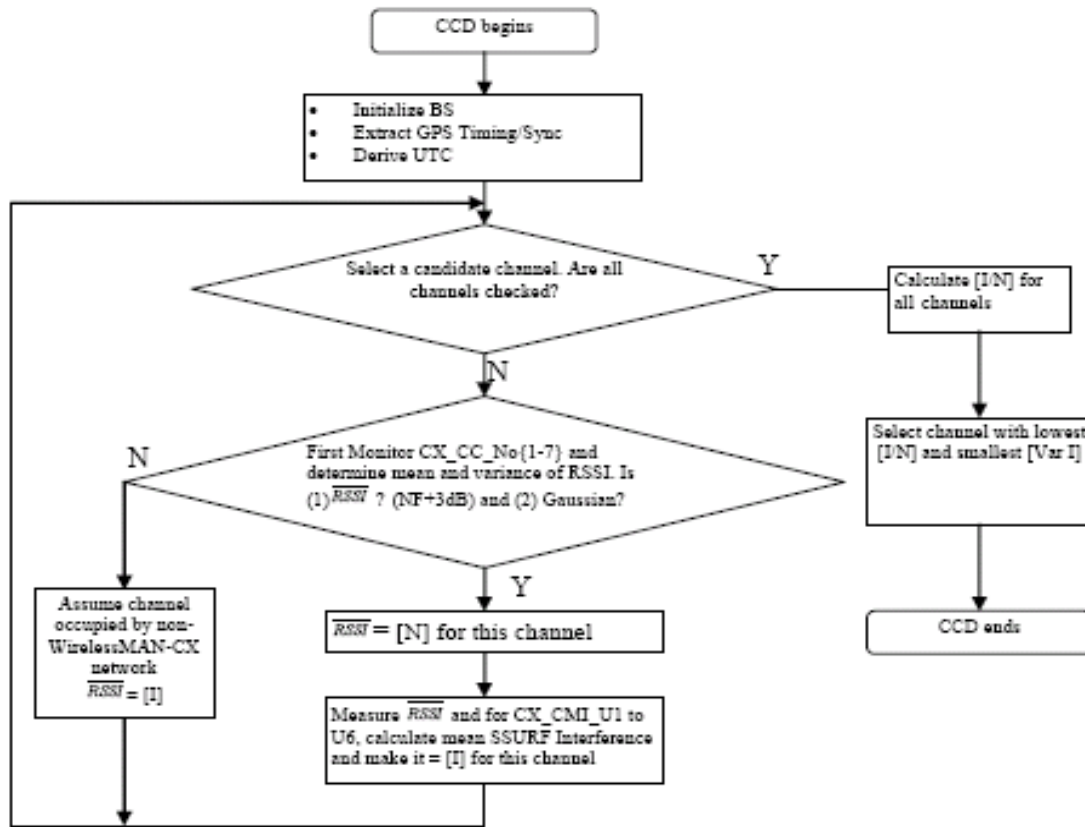 CCD begins
• Initialize BS
• Extract GPS Timing/Sync
• Derive UTC
Select a candidate channel. Are all
channels checked?
Y
Calculate [I/N] for
all channels
N
First Monitor CX_CC_No{1-7} and
determine mean and variance of RSSI. Is
(1) RSSI ? (NF+3dB) and (2) Gaussian?
N
Select channel with lowest
[I/N] and smallest [Var I]
Y
Assume channel
occupied by non-
WirelessMAN-CX
network
RSSI = [I]
RSSI = [N] for this channel
CCD ends
Measure RSSI and for CX_CMI_U1 to
U6, calculate mean SSURF Interference
and make it = [I] for this channel